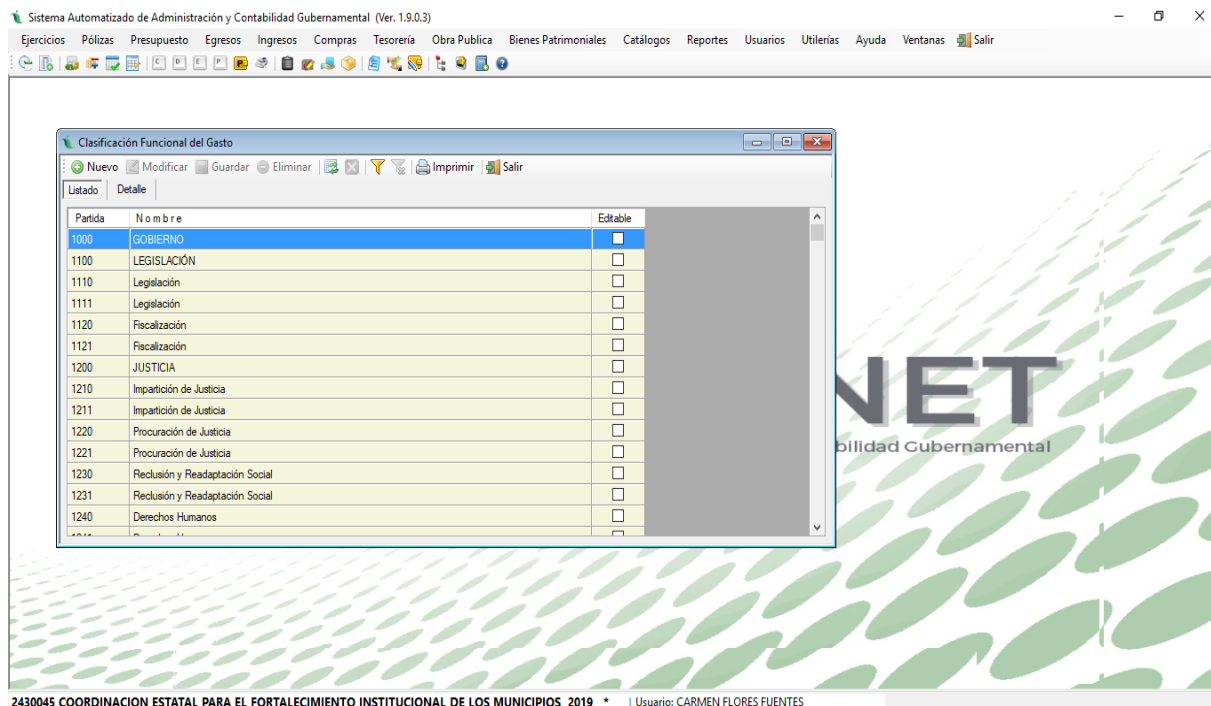 Sistema Automatizado de Administración y Contabilidad Gubernamental (Ver. 1.9.0.3)
Ejercicios Pólizas Presupuesto Egresos Ingresos Compras Tesorería Obra Publica Bienes Patrimoniales Catálogos Reportes Usuarios Utilerías Ayuda Ventanas Salir
C D E P P
Clasificación Funcional del Gasto
Nuevo Modificar Guardar Eliminar Imprimir Salir
Listado Detalle
Partida Nombre Editable
1000 GOBIERNO
1100 LEGISLACIÓN
1110 Legislación
1111 Legislación
1120 Fiscalización
1121 Fiscalización
1200 JUSTICIA
1210 Impartición de Justicia
1211 Impartición de Justicia
1220 Procuración de Justicia
1221 Procuración de Justicia
1230 Reclusión y Readaptación Social
1231 Reclusión y Readaptación Social
1240 Derechos Humanos
NET
bilidad Gubernamental
2430045 COORDINACION ESTATAL PARA EL FORTALECIMIENTO INSTITUCIONAL DE LOS MUNICIPIOS 2019 * | Usuario: CARMEN FLORES FUENTES